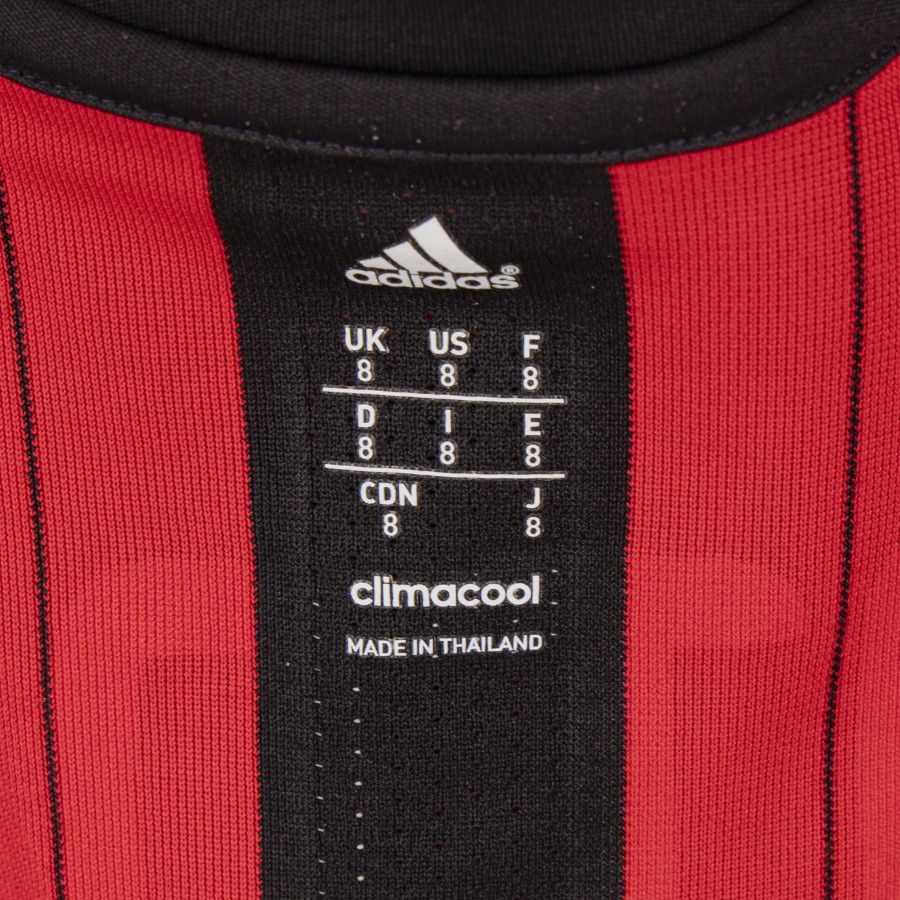 adidas®
UK US F
8 8 8
D I E
8 8 8
CDN J
8 8
climacool
MADE IN THAILAND